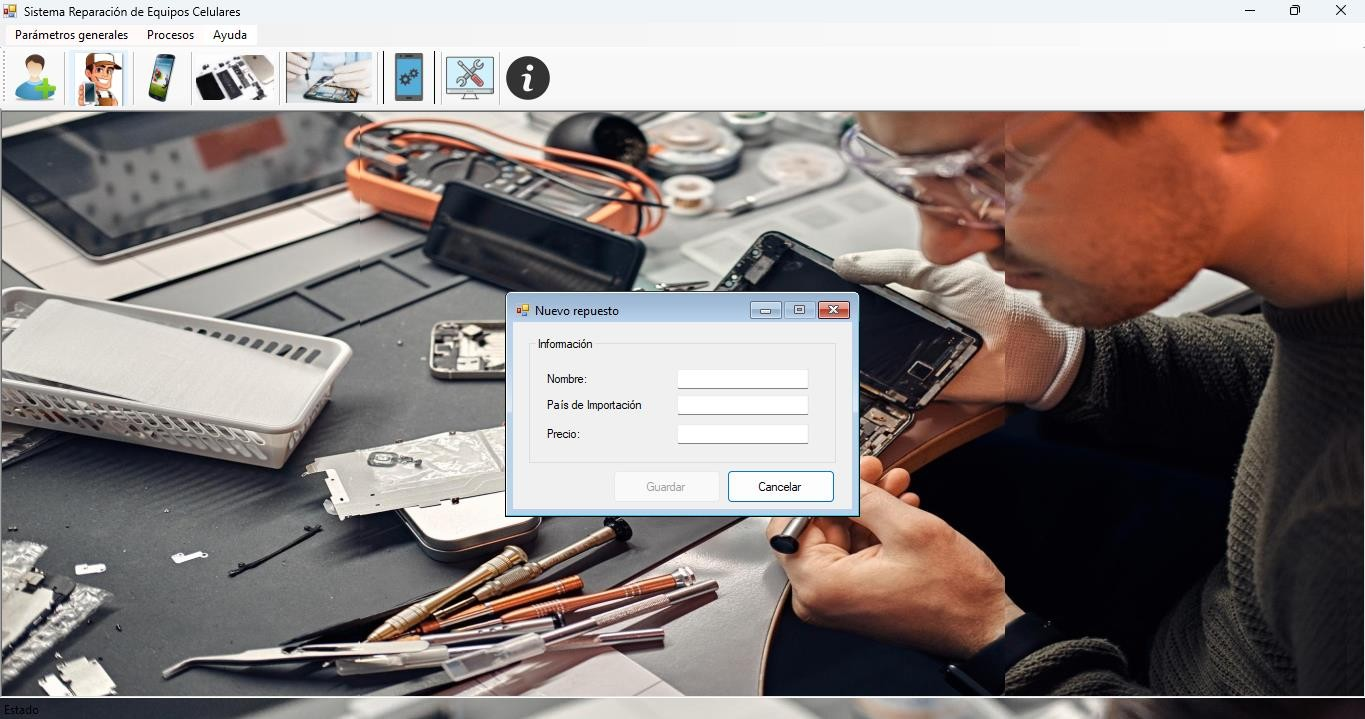 Sistema Reparación de Equipos Celulares
Parámetros generales Procesos Ayuda
Nuevo repuesto
Información
Nombre:
País de Importación
Precio:
Guardar Cancelar
Estado